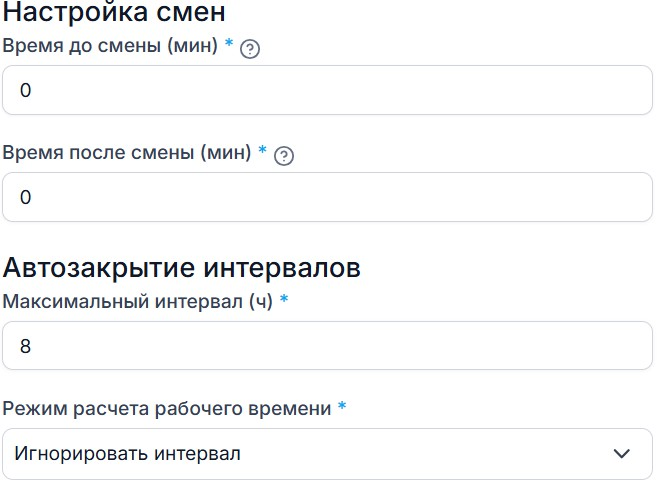 Настройка смен
Время до смены (мин) *
0
Время после смены (мин) *
0
Автозакрытие интервалов
Максимальный интервал (ч) *
8
Режим расчета рабочего времени *
Игнорировать интервал